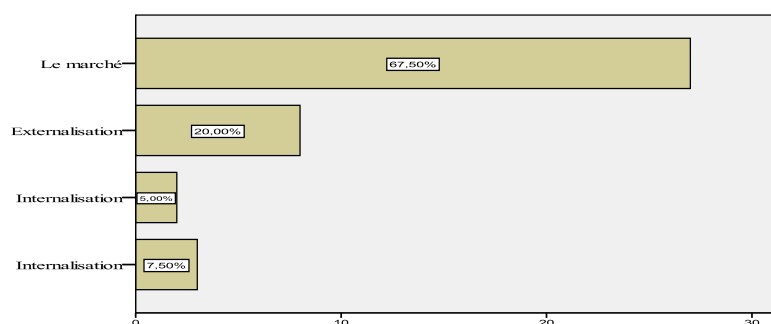 Le marché 67,50%
Externalisation 20,00%
Internalisation 5,00%
Internalisation 7,50%
0 10 20 30